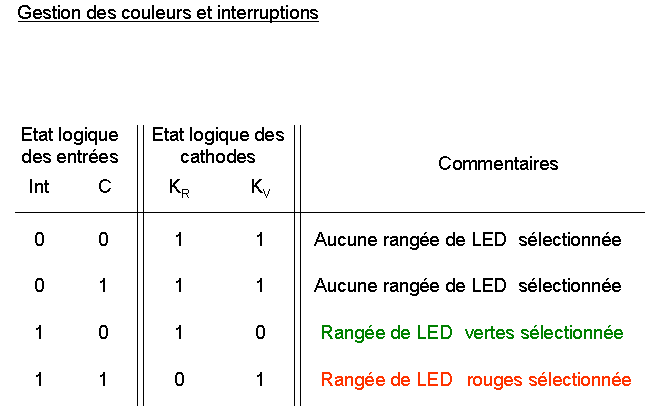 Gestion des couleurs et interruptions
Etat logique des entrées
Etat logique des cathodes
Commentaires
Int C KR KV
0 0 1 1 Aucune rangée de LED sélectionnée
0 1 1 1 Aucune rangée de LED sélectionnée
1 0 1 0 Rangée de LED vertes sélectionnée
1 1 0 1 Rangée de LED rouges sélectionnée